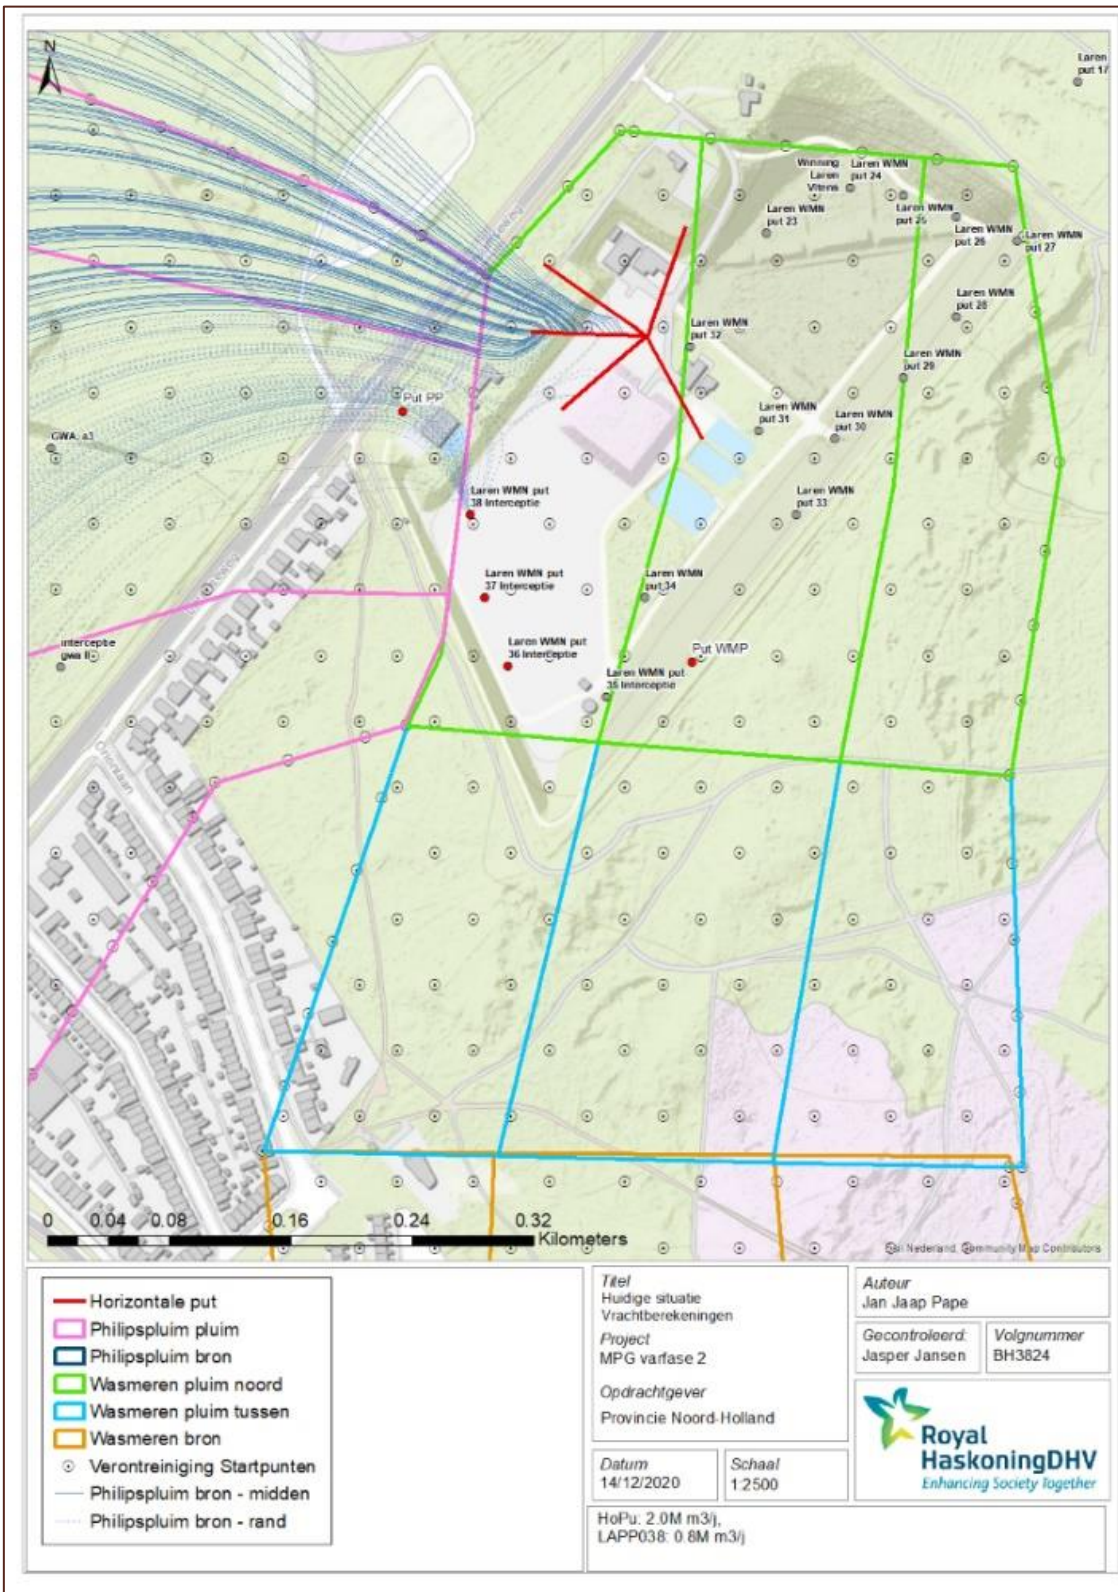 N
Laren
put 17
Winning
Laren
Vitens
Laren WMN
put 24
Laren WMN
put 23
Laren WMN
put 25
Laren WMN
put 26
Laren WMN
put 27
Laren WMN
put 28
Laren WMN
put 32
Laren WMN
put 29
Put PP
Laren WMN
put 31
Laren WMN
put 30
GWA. a1
Laren WMN put
38 Interceptie
Laren WMN
put 33
Laren WMN put
37 Interceptie
Laren WMN
put 34
Laren WMN put
36 Interceptie
Put WMP
Interceptie
gwa II
Laren WMN put
35 Interceptie
0 0.04 0.08 0.16 0.24 0.32
Kilometers
Esri Nederland, Community Map Contributors
Horizontale put
Philipspluim pluim
Philipspluim bron
Wasmeren pluim noord
Wasmeren pluim tussen
Wasmeren bron
Verontreiniging Startpunten
Philipspluim bron - midden
Philipspluim bron - rand
Titel
Huidige situatie
Vrachtberekeningen
Project
MPG varfase 2
Opdrachtgever
Provincie Noord-Holland
Datum
14/12/2020
Schaal
1:2500
Auteur
Jan Jaap Pape
Gecontroleerd:
Jasper Jansen
Volgnummer
BH3824
Royal
HaskoningDHV
Enhancing Society Together
HoPu: 2.0M m3/j,
LAPP038: 0.8M m3/j